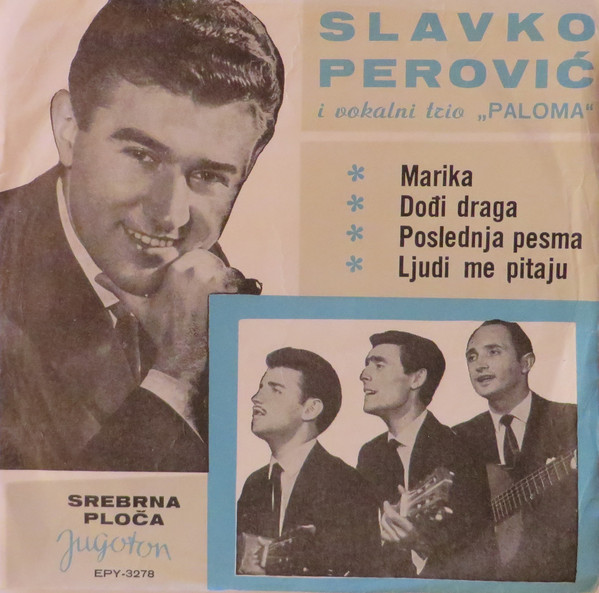 SLAVKO
PEROVIĆ
i vokalni trio „PALOMA“
* Marika
* Dođi draga
* Poslednja pesma
* Ljudi me pitaju
SREBRNA
PLOČA
Jugoton
EPY-3278